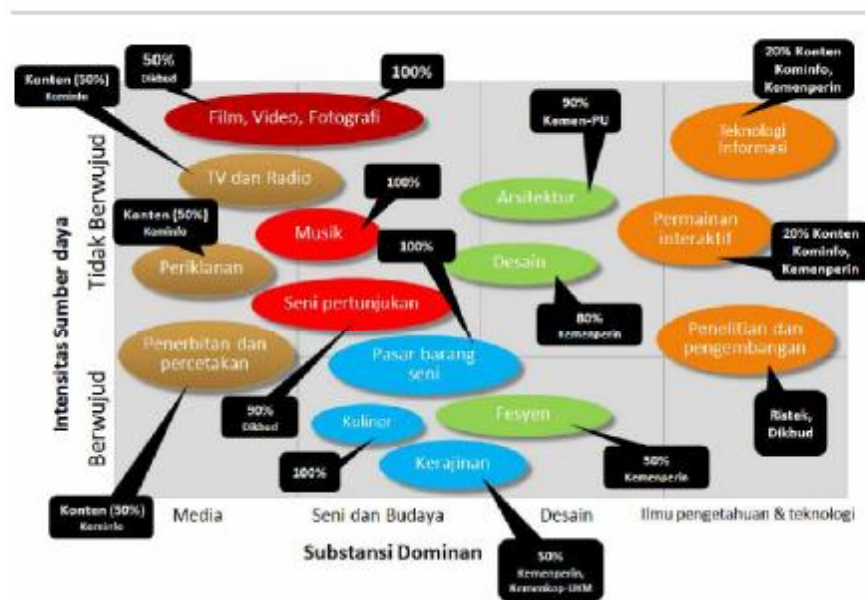 50%
Dikbud
100%
20% Konten
Kominfo,
Kemenperin
Konten (50%)
Kominfo
Film, Video, Fotografi
90%
Kemen-PU
Teknologi
Informasi
TV dan Radio
100%
Arsitektur
Konten (50%)
Kominfo
Musik
Permainan
interaktif
100%
20% Konten
Kominfo,
Kemenperin
Periklanan
Desain
Seni pertunjukan
80%
Kemenperin
Penerbitan dan
percetakan
Pasar barang
seni
Penelitian dan
pengembangan
90%
Dikbud
Kuliner
Fesyen
Ristek,
Dikbud
100%
Kerajinan
50%
Kemenperin
Konten (50%)
Kominfo
50%
Kemenperin,
Kemenkop-UKM
Intensitas Sumber daya
Tidak Berwujud
Berwujud
Media
Seni dan Budaya
Desain
Ilmu pengetahuan & teknologi
Substansi Dominan